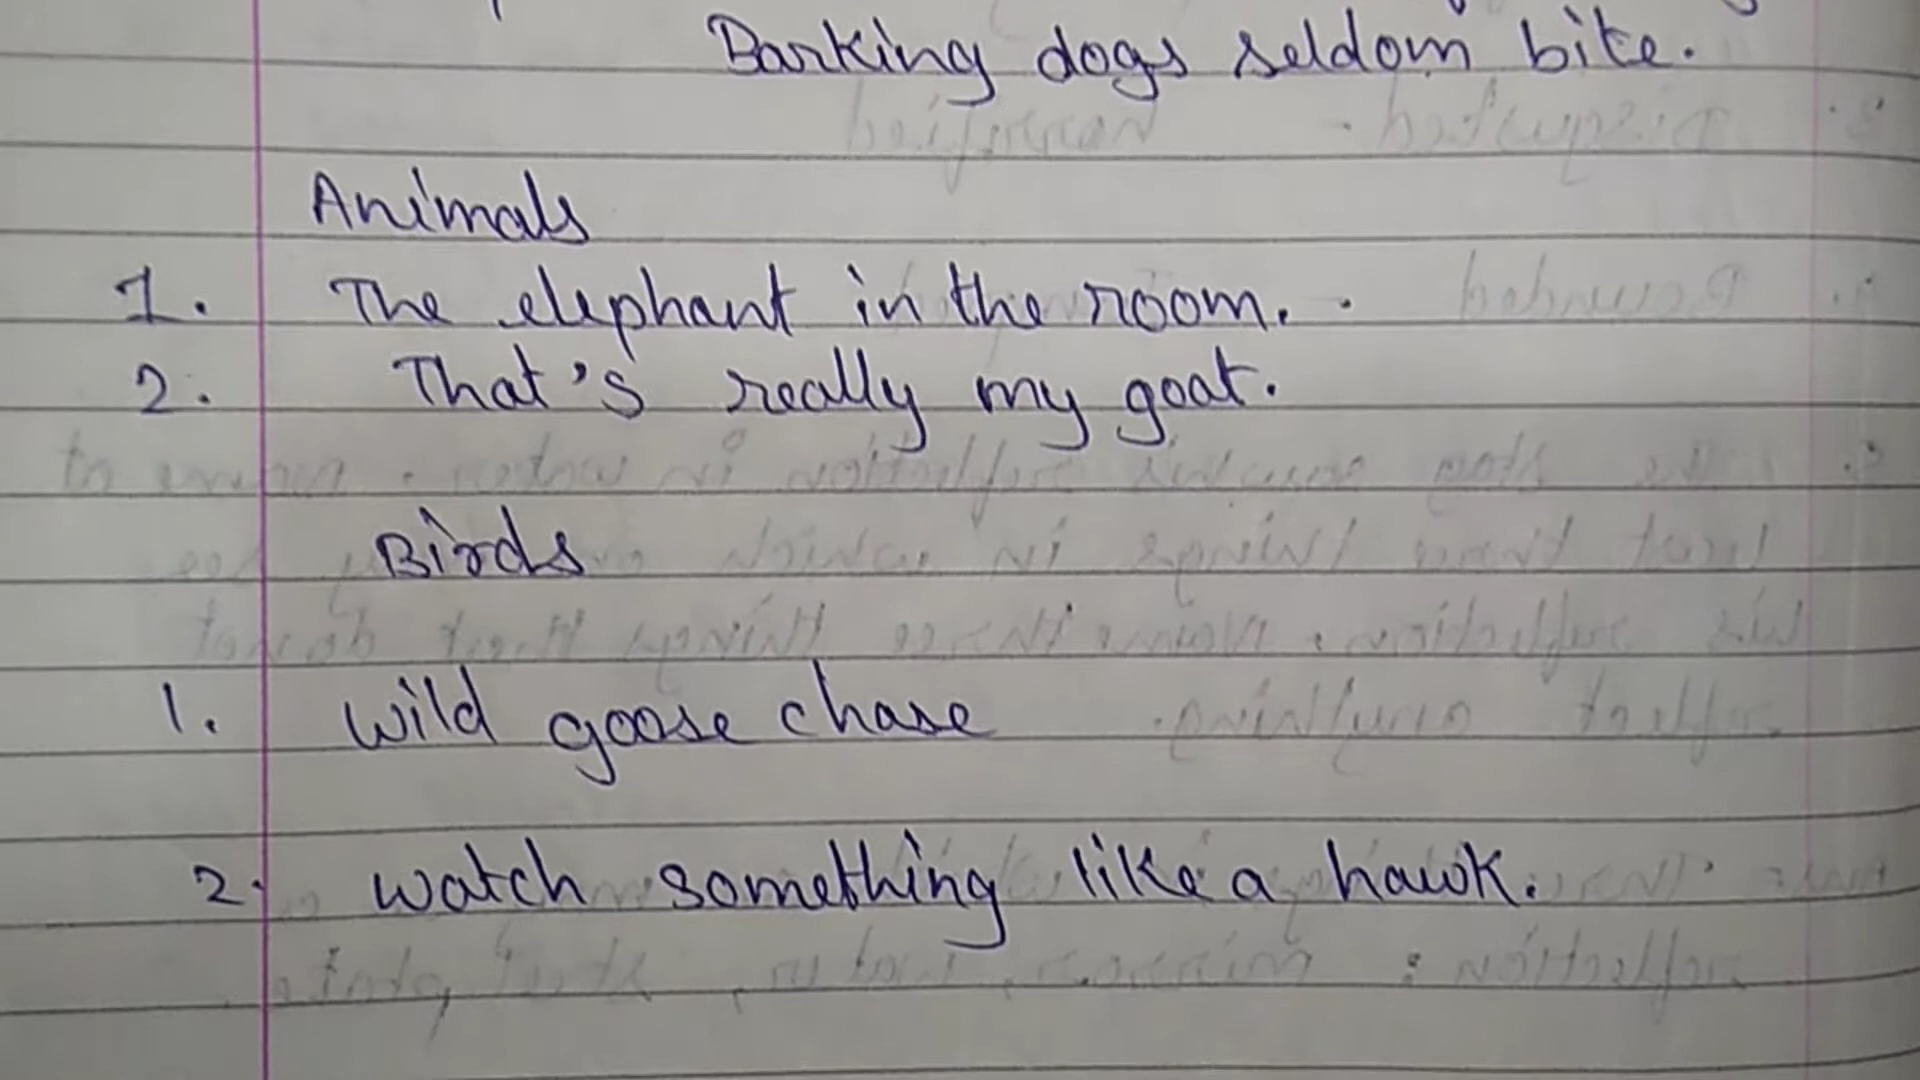 Barking dogs seldom bite.
Animals
1. The elephant in the room.
2. That's really my goat.
Birds
1. Wild goose chase
2. Watch something like a hawk.